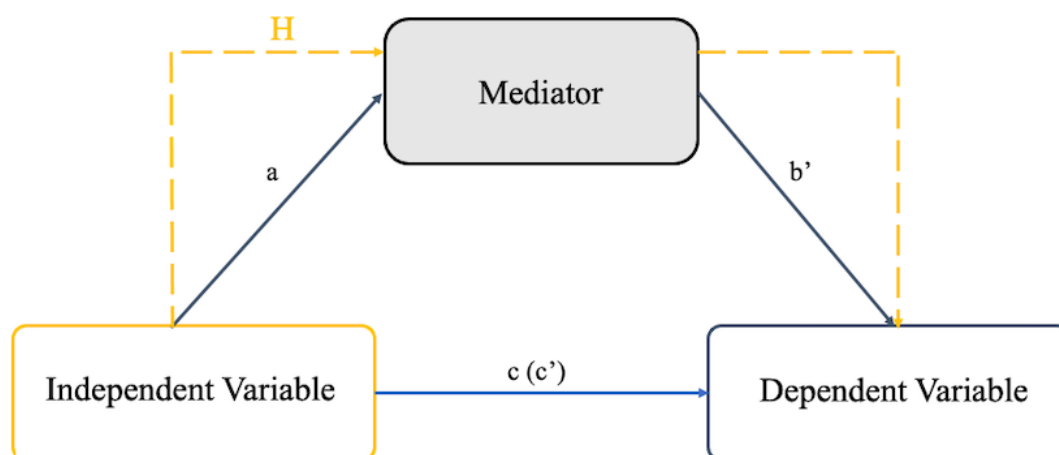 H
Mediator
a
b’
c (c’)
Independent Variable
Dependent Variable